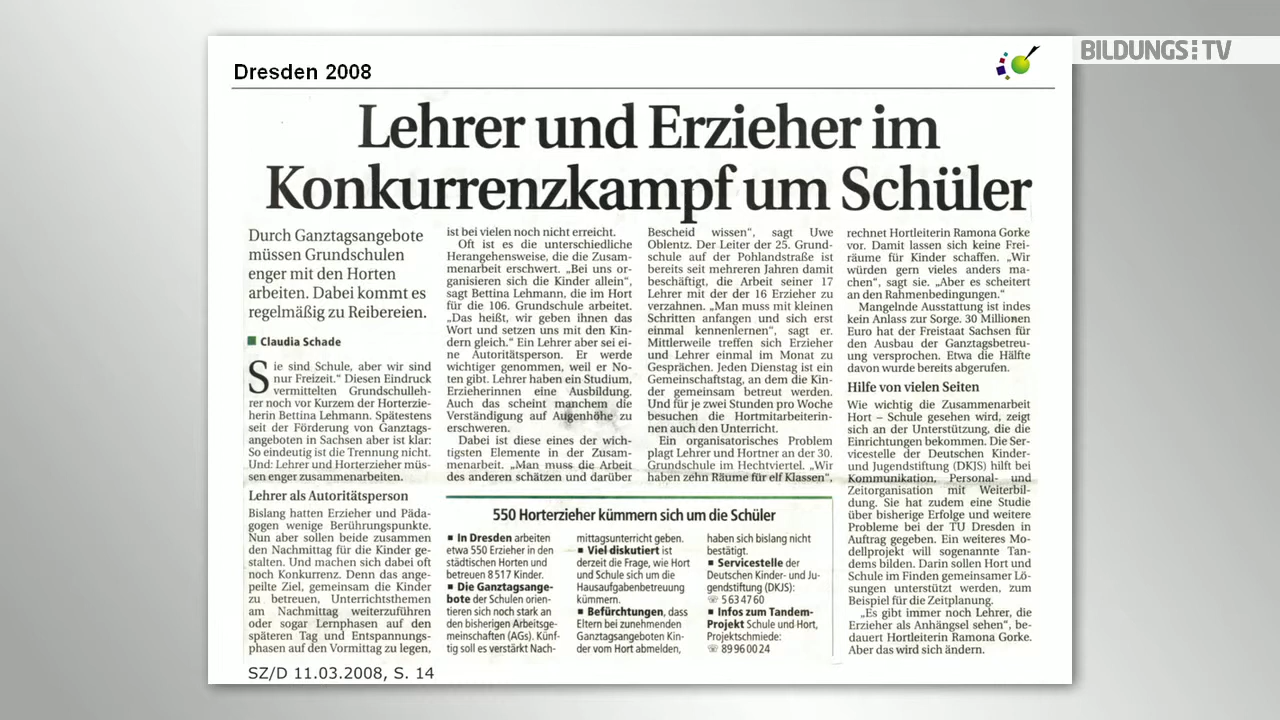 BILDUNGS:TV
Dresden 2008
Lehrer und Erzieher im
Konkurrenzkampf um Schüler
Durch Ganztagsangebote
müssen Grundschulen
enger mit den Horten
arbeiten. Dabei kommt es
regelmäßig zu Reibereien.
■ Claudia Schade
Sie sind Schule, aber wir sind
nur Freizeit.“ Diesen Eindruck
vermittelten Grundschulleh-
rer noch vor Kurzem der Horterzie-
herin Bettina Lehmann. Spätestens
seit der Förderung von Ganztags-
angeboten in Sachsen aber ist klar:
So eindeutig ist die Trennung nicht.
Und: Lehrer und Horterzieher müs-
sen enger zusammenarbeiten.
Lehrer als Autoritätsperson
Bislang hatten Erzieher und Päda-
gogen wenige Berührungspunkte.
Nun aber sollen beide zusammen
den Nachmittag für die Kinder ge-
stalten. Und machen sich dabei oft
noch Konkurrenz. Denn das ange-
peilte Ziel, gemeinsam die Kinder
zu betreuen, Unterrichtsthemen
am Nachmittag weiterzuführen
oder sogar Lernphasen auf den
späteren Tag und Entspannungs-
phasen auf den Vormittag zu legen,
ist bei vielen noch nicht erreicht.
Oft ist es die unterschiedliche
Herangehensweise, die die Zusam-
menarbeit erschwert. „Bei uns or-
ganisieren sich die Kinder allein“,
sagt Bettina Lehmann, die im Hort
für die 106. Grundschule arbeitet.
„Das heißt, wir geben ihnen das
Wort und setzen uns mit den Kin-
dern gleich.“ Ein Lehrer aber sei ei-
ne Autoritätsperson. Er werde
wichtiger genommen, weil er No-
ten gibt. Lehrer haben ein Studium,
Erzieherinnen eine Ausbildung.
Auch das scheint manchem die
Verständigung auf Augenhöhe zu
erschweren.
Dabei ist diese eines der wich-
tigsten Elemente in der Zusam-
menarbeit. „Man muss die Arbeit
des anderen schätzen und darüber
Bescheid wissen“, sagt Uwe
Oblentz. Der Leiter der 25. Grund-
schule auf der Pohlandstraße ist
bereits seit mehreren Jahren damit
beschäftigt, die Arbeit seiner 17
Lehrer mit der der 16 Erzieher zu
verzahnen. „Man muss mit kleinen
Schritten anfangen und sich erst
einmal kennenlernen“, sagt er.
Mittlerweile treffen sich Erzieher
und Lehrer einmal im Monat zu
Gesprächen. Jeden Dienstag ist ein
Gemeinschaftstag, an dem die Kin-
der gemeinsam betreut werden.
Und für je zwei Stunden pro Woche
besuchen die Hortmitarbeiterin-
nen auch den Unterricht.
Ein organisatorisches Problem
plagt Lehrer und Hortner an der 30.
Grundschule im Hechtviertel. „Wir
haben zehn Räume für elf Klassen“,
rechnet Hortleiterin Ramona Gorke
vor. Damit lassen sich keine Frei-
räume für Kinder schaffen. „Wir
würden gern vieles anders ma-
chen“, sagt sie. „Aber es scheitert
an den Rahmenbedingungen.“
Mangelnde Ausstattung ist indes
kein Anlass zur Sorge. 30 Millionen
Euro hat der Freistaat Sachsen für
den Ausbau der Ganztagsbetreu-
ung versprochen. Etwa die Hälfte
davon wurde bereits abgerufen.
Hilfe von vielen Seiten
Wie wichtig die Zusammenarbeit
Hort – Schule gesehen wird, zeigt
sich an der Unterstützung, die die
Einrichtungen bekommen. Die Ser-
vicestelle der Deutschen Kinder-
und Jugendstiftung (DKJS) hilft bei
Kommunikation, Personal- und
Zeitorganisation mit Weiterbil-
dung. Sie hat zudem eine Studie
über bisherige Erfolge und weitere
Probleme bei der TU Dresden in
Auftrag gegeben. Ein weiteres Mo-
dellprojekt will sogenannte Tan-
dems bilden. Darin sollen Hort und
Schule im Finden gemeinsamer Lö-
sungen unterstützt werden, zum
Beispiel für die Zeitplanung.
„Es gibt immer noch Lehrer, die
Erzieher als Anhängsel sehen“, be-
dauert Hortleiterin Ramona Gorke.
Aber das wird sich ändern.
550 Horterzieher kümmern sich um die Schüler
■ In Dresden arbeiten
etwa 550 Erzieher in den
städtischen Horten und
betreuen 8 517 Kinder.
■ Die Ganztagsange-
bote der Schulen orien-
tieren sich noch stark an
den bisherigen Arbeitsge-
meinschaften (AGs). Künf-
tig soll es verstärkt Nach-
mittagsunterricht geben.
■ Viel diskutiert ist
derzeit die Frage, wie Hort
und Schule sich um die
Hausaufgabenbetreuung
kümmern.
■ Befürchtungen, dass
Eltern bei zunehmenden
Ganztagsangeboten Kin-
der vom Hort abmelden,
haben sich bislang nicht
bestätigt.
■ Servicestelle der
Deutschen Kinder- und Ju-
gendstiftung (DKJS):
☏ 5 63 47 60
■ Infos zum Tandem-
Projekt Schule und Hort,
Projektschmiede:
☏ 89 96 00 24
SZ/D 11.03.2008, S. 14